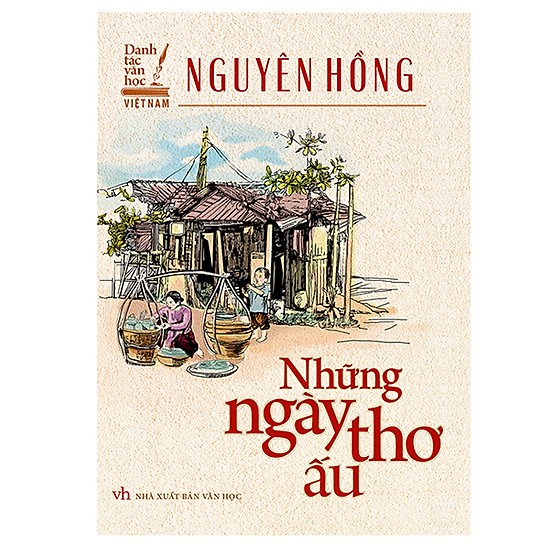 Danh
tác
văn
học
VIỆT NAM
NGUYÊN HỒNG
Những
ngày thơ
ấu
vh NHÀ XUẤT BẢN VĂN HỌC